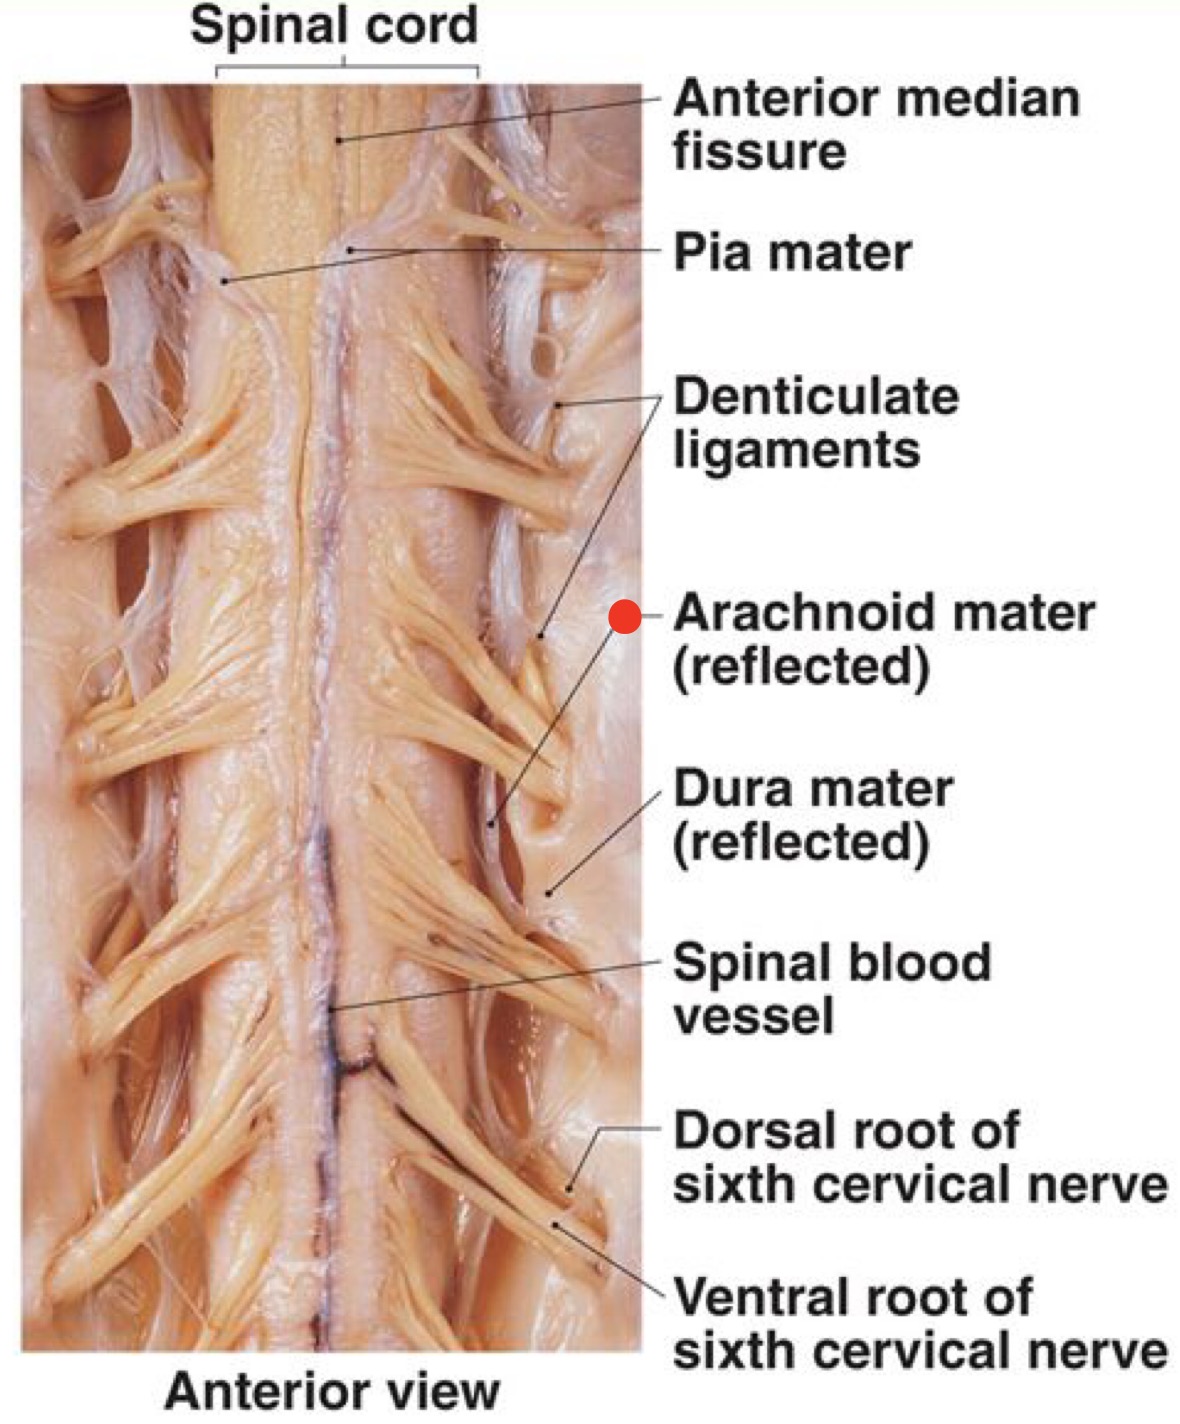 Spinal cord
Anterior median
fissure
Pia mater
Denticulate
ligaments
Arachnoid mater
(reflected)
Dura mater
(reflected)
Spinal blood
vessel
Dorsal root of
sixth cervical nerve
Ventral root of
sixth cervical nerve
Anterior view